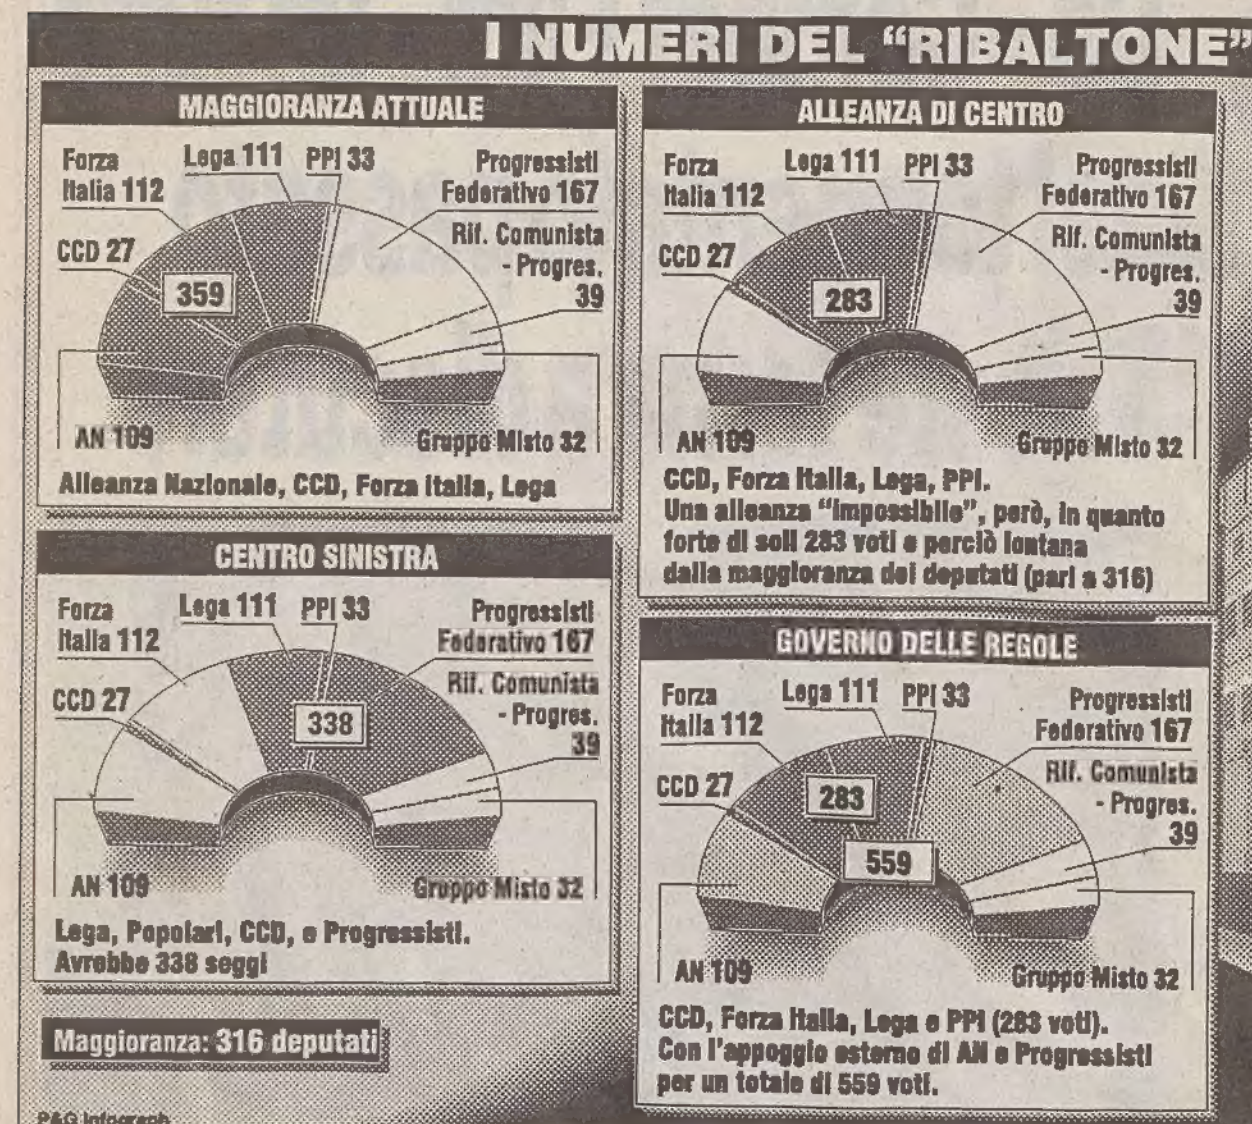 I NUMERI DEL “RIBALTONE”
MAGGIORANZA ATTUALE
Forza
Italia 112
Lega 111
PPI 33
Progressisti
Federativo 167
CCD 27
Rif. Comunista
- Progres.
39
359
AN 109
Gruppo Misto 32
Alleanza Nazionale, CCD, Forza Italia, Lega
ALLEANZA DI CENTRO
Forza
Italia 112
Lega 111
PPI 33
Progressisti
Federativo 167
CCD 27
Rif. Comunista
- Progres.
39
283
AN 109
Gruppo Misto 32
CCD, Forza Italia, Lega, PPI.
Una alleanza “impossibile”, però, in quanto
forte di soli 283 voti e perciò lontana
dalla maggioranza dei deputati (pari a 316)
CENTRO SINISTRA
Forza
Italia 112
Lega 111
PPI 33
Progressisti
Federativo 167
CCD 27
Rif. Comunista
- Progres.
39
338
AN 109
Gruppo Misto 32
Lega, Popolari, CCD, e Progressisti.
Avrebbe 338 seggi
GOVERNO DELLE REGOLE
Forza
Italia 112
Lega 111
PPI 33
Progressisti
Federativo 167
CCD 27
Rif. Comunista
- Progres.
39
283
559
AN 109
Gruppo Misto 32
CCD, Forza Italia, Lega e PPI (283 voti).
Con l’appoggio esterno di AN e Progressisti
per un totale di 559 voti.
Maggioranza: 316 deputati
P&G Infograph